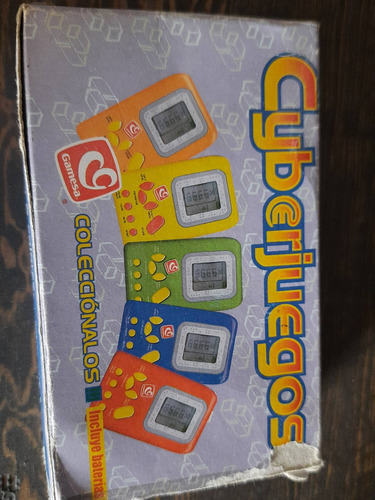 Cyberjuegos
Gamesa
COLECCIÓNALOS
Incluye baterías